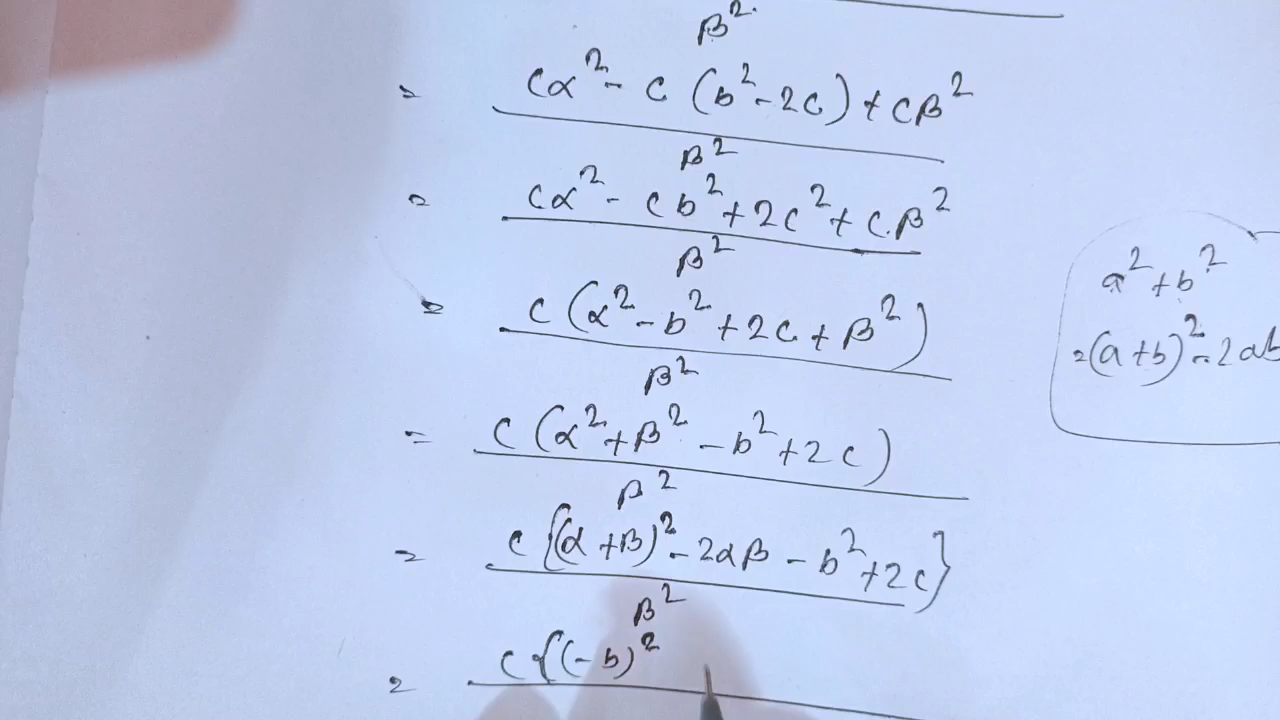 β².
= cα² - c (b² - 2c) + cβ²
β²
= cα² - cb² + 2c² + c.β²
β²
= c (α² - b² + 2c + β²)
β²
= c (α² + β² - b² + 2c)
β²
= c {(α + β)² - 2αβ - b² + 2c}
β²
= c {(-b)²
a² + b²
= (a + b)² - 2ab